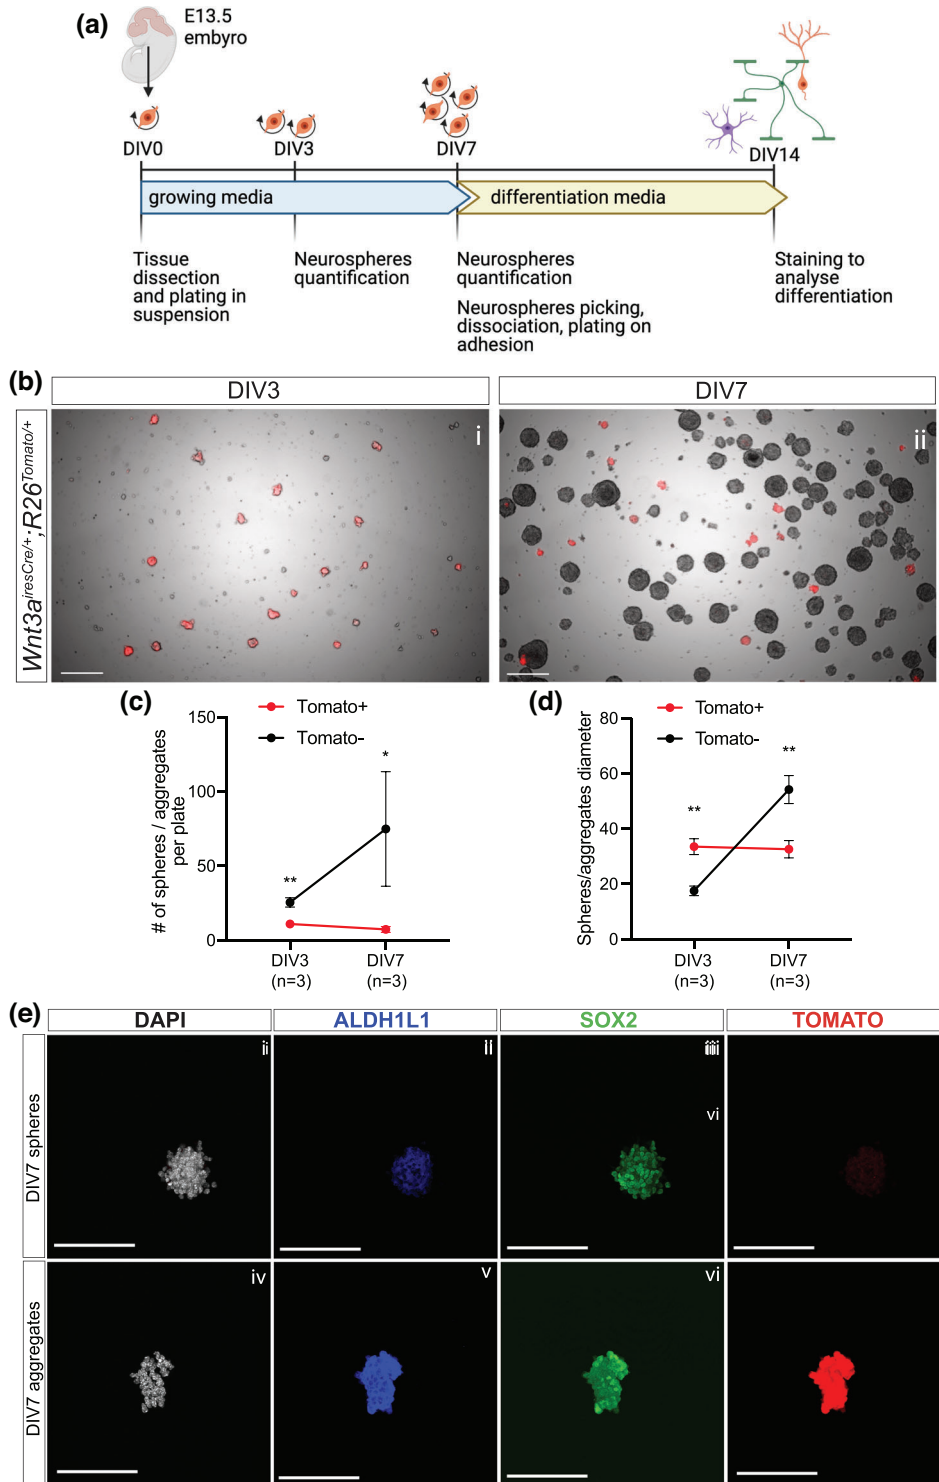 (a)
E13.5
embyro
DIV0
DIV3
DIV7
DIV14
growing media
differentiation media
Tissue
dissection
and plating in
suspension
Neurospheres
quantification
Neurospheres
quantification
Neurospheres picking,
dissociation, plating on
adhesion
Staining to
analyse
differentiation
(b)
DIV3
DIV7
Wnt3a^iresCre/+;R26^Tomato/+
i
ii
(c)
Tomato+
Tomato-
# of spheres / aggregates
per plate
150
100
50
0
**
*
DIV3
(n=3)
DIV7
(n=3)
(d)
Tomato+
Tomato-
Spheres/aggregates diameter
80
60
40
20
0
**
**
DIV3
(n=3)
DIV7
(n=3)
(e)
DAPI
ALDH1L1
SOX2
TOMATO
DIV7 spheres
ii
vi
DIV7 aggregates
iv
v
vi